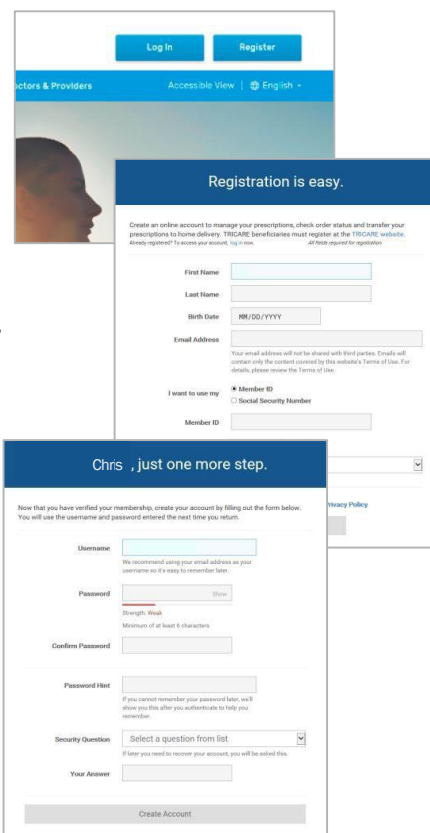 Log In Register
ctors & Providers Accessible View | English
Registration is easy.
Create an online account to manage your prescriptions, check order status and transfer your
prescriptions to home delivery. TRICARE beneficiaries must register at the TRICARE website.
Already registered? To access your account, log in now. All fields required for registration.
First Name
Last Name
Birth Date MM/DD/YYYY
Email Address
Your email address will not be shared with third parties. Emails will
contain only the content covered by this website's Terms of Use. For
details, please review the Terms of Use.
I want to use my Member ID
Social Security Number
Member ID
Privacy Policy
Chris , just one more step.
Now that you have verified your membership, create your account by filling out the form below.
You will use the username and password entered the next time you return.
Username
We recommend using your email address as your
username so it's easy to remember later.
Password Show
Strength: Weak
Minimum of at least 6 characters
Confirm Password
Password Hint
If you cannot remember your password later, we'll
show you this after you authenticate to help you
remember.
Security Question Select a question from list
If later you need to recover your account, you will be asked this.
Your Answer
Create Account